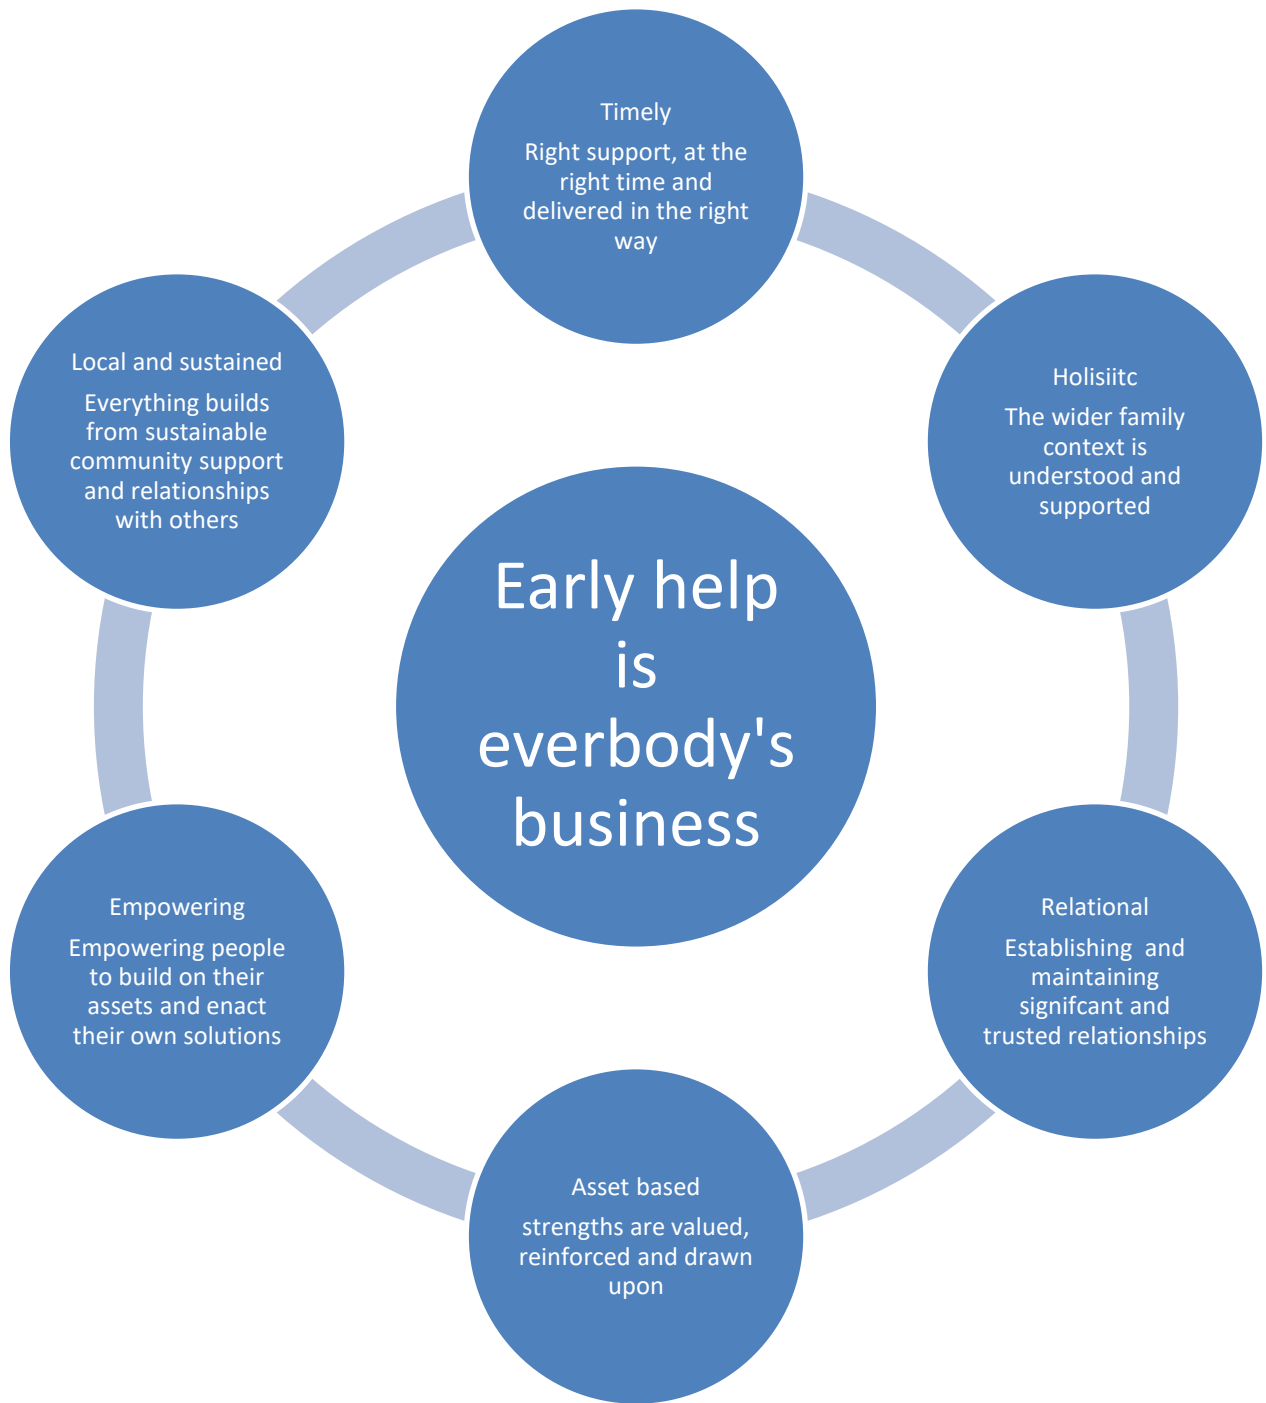 Timely
Right support, at the
right time and
delivered in the right
way
Holisiitc
The wider family
context is
understood and
supported
Relational
Establishing  and
maintaining
signifcant and
trusted relationships
Asset based
strengths are valued,
reinforced and drawn
upon
Empowering
Empowering people
to build on their
assets and enact
their own solutions
Local and sustained
Everything builds
from sustainable
community support
and relationships
with others
Early help
is
everbody's
business